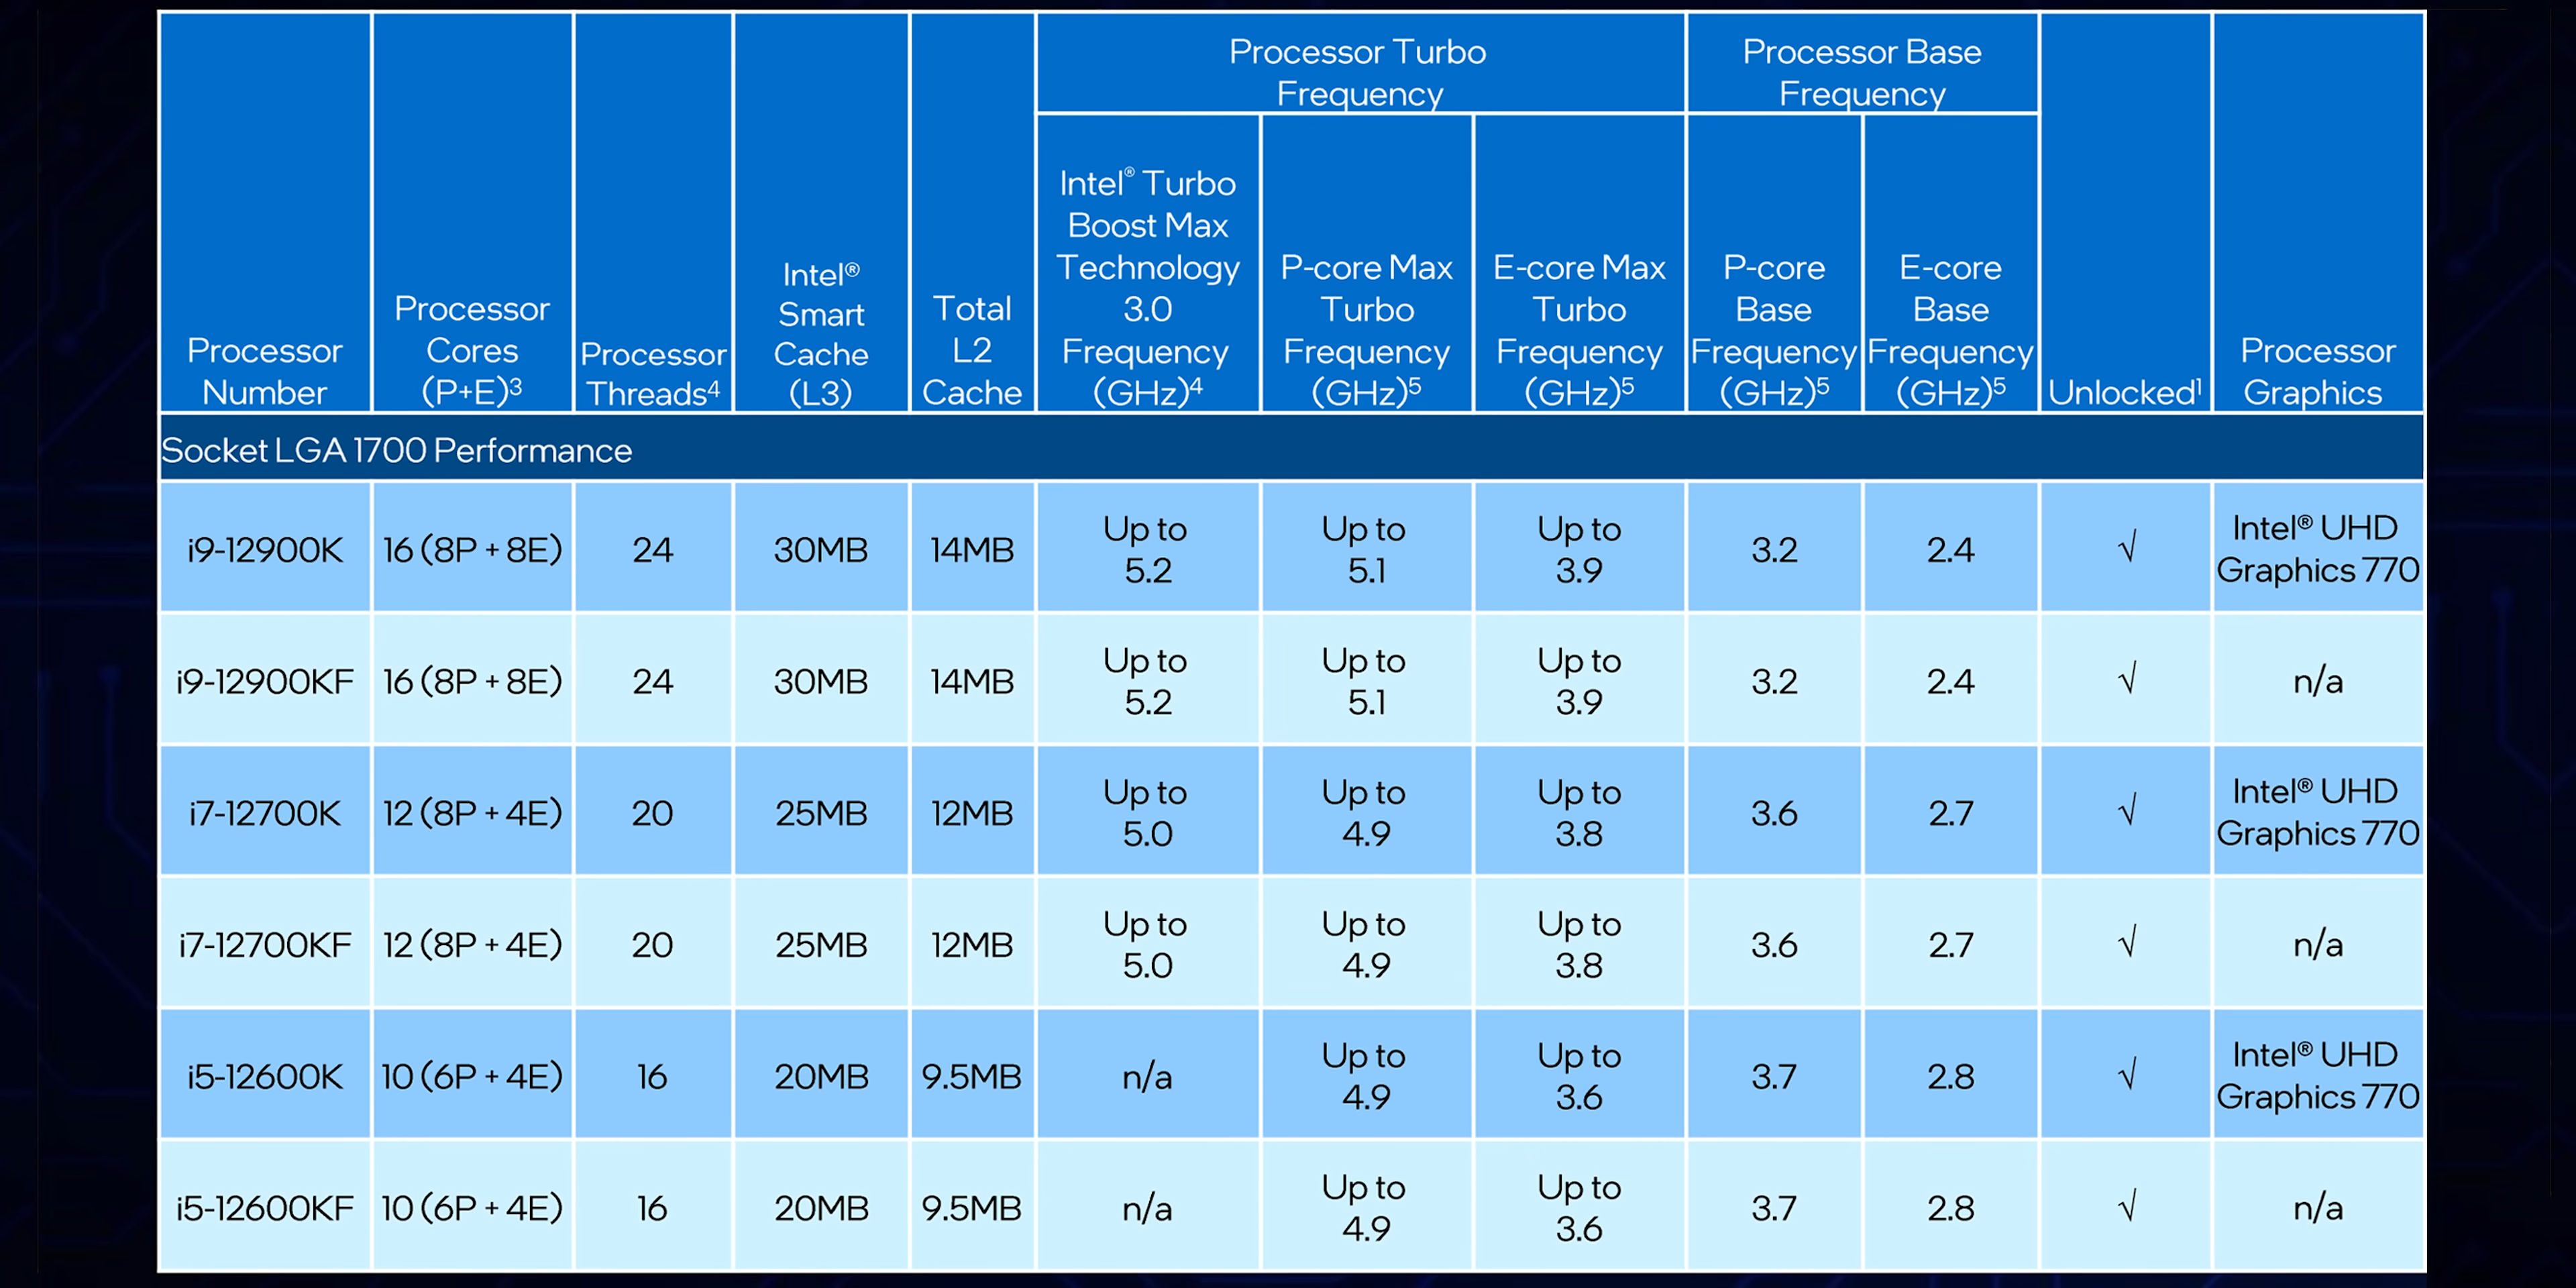 Processor Turbo
Frequency
Processor Base
Frequency
Processor
Number
Processor
Cores
(P+E)³
Processor
Threads⁴
Intel®
Smart
Cache
(L3)
Total
L2
Cache
Intel® Turbo
Boost Max
Technology
3.0
Frequency
(GHz)⁴
P-core Max
Turbo
Frequency
(GHz)⁵
E-core Max
Turbo
Frequency
(GHz)⁵
P-core
Base
Frequency
(GHz)⁵
E-core
Base
Frequency
(GHz)⁵
Unlocked¹
Processor
Graphics
Socket LGA 1700 Performance
i9-12900K
16 (8P + 8E)
24
30MB
14MB
Up to
5.2
Up to
5.1
Up to
3.9
3.2
2.4
√
Intel® UHD
Graphics 770
i9-12900KF
16 (8P + 8E)
24
30MB
14MB
Up to
5.2
Up to
5.1
Up to
3.9
3.2
2.4
√
n/a
i7-12700K
12 (8P + 4E)
20
25MB
12MB
Up to
5.0
Up to
4.9
Up to
3.8
3.6
2.7
√
Intel® UHD
Graphics 770
i7-12700KF
12 (8P + 4E)
20
25MB
12MB
Up to
5.0
Up to
4.9
Up to
3.8
3.6
2.7
√
n/a
i5-12600K
10 (6P + 4E)
16
20MB
9.5MB
n/a
Up to
4.9
Up to
3.6
3.7
2.8
√
Intel® UHD
Graphics 770
i5-12600KF
10 (6P + 4E)
16
20MB
9.5MB
n/a
Up to
4.9
Up to
3.6
3.7
2.8
√
n/a